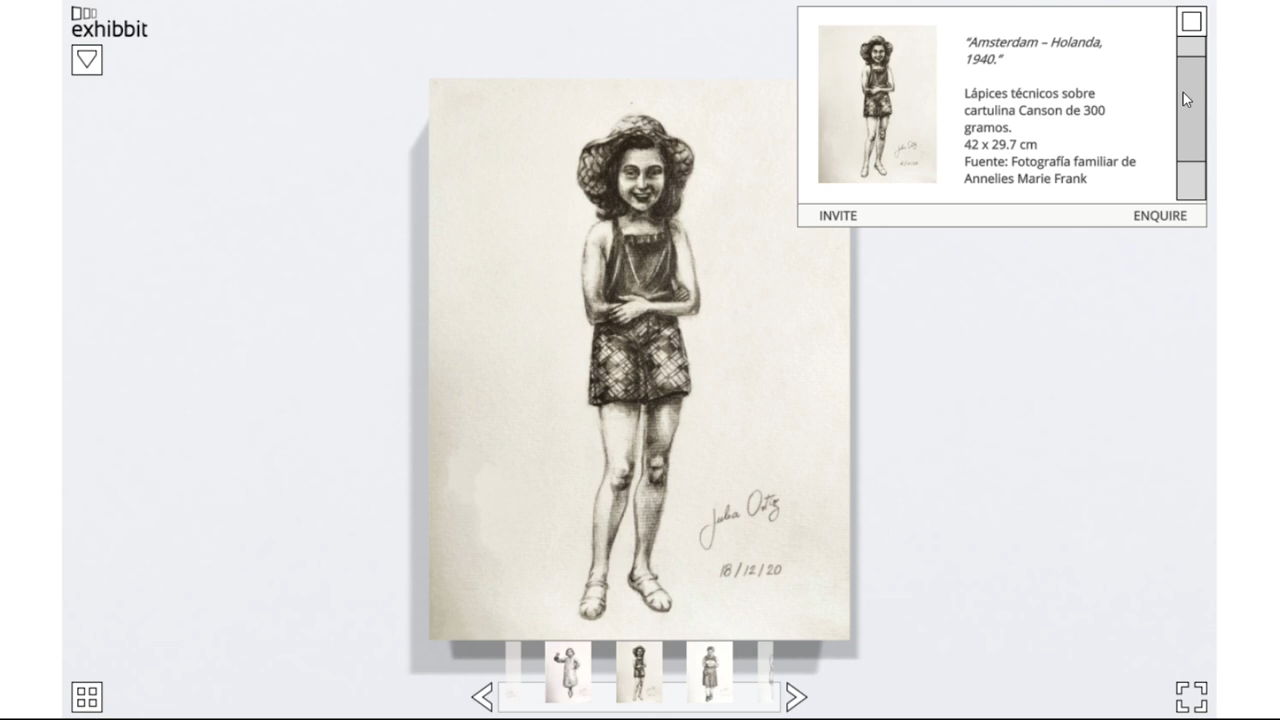 exhibbit
“Amsterdam – Holanda,
1940.”
Lápices técnicos sobre
cartulina Canson de 300
gramos.
42 x 29.7 cm
Fuente: Fotografía familiar de
Annelies Marie Frank
INVITE ENQUIRE
Julia Ortiz
18/12/20